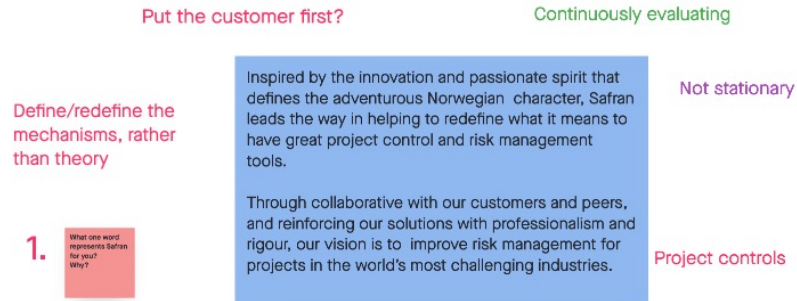 Put the customer first?
Continuously evaluating
Inspired by the innovation and passionate spirit that
defines the adventurous Norwegian character, Safran
leads the way in helping to redefine what it means to
have great project control and risk management
tools.
Not stationary
Define/redefine the
mechanisms, rather
than theory
Through collaborative with our customers and peers,
and reinforcing our solutions with professionalism and
rigour, our vision is to improve risk management for
projects in the world's most challenging industries.
1.
What one word
represents Safran
for you?
Why?
Project controls